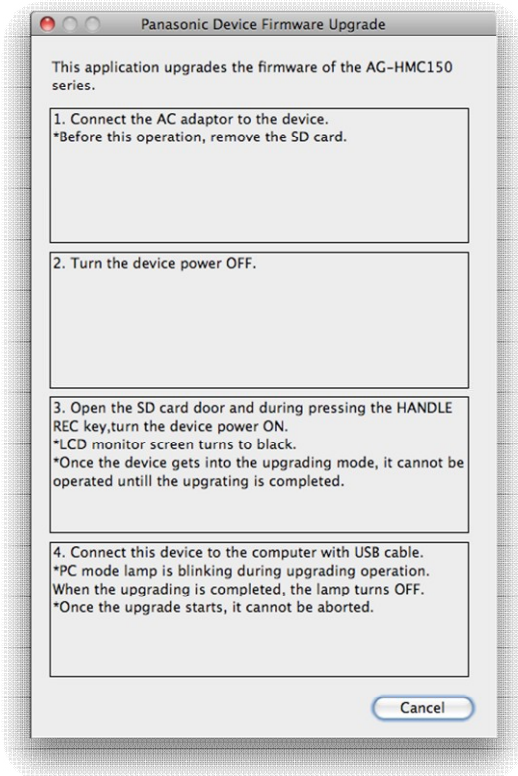 Panasonic Device Firmware Upgrade
This application upgrades the firmware of the AG-HMC150
series.
1. Connect the AC adaptor to the device.
*Before this operation, remove the SD card.
2. Turn the device power OFF.
3. Open the SD card door and during pressing the HANDLE
REC key,turn the device power ON.
*LCD monitor screen turns to black.
*Once the device gets into the upgrading mode, it cannot be
operated untill the upgrating is completed.
4. Connect this device to the computer with USB cable.
*PC mode lamp is blinking during upgrading operation.
When the upgrading is completed, the lamp turns OFF.
*Once the upgrade starts, it cannot be aborted.
Cancel